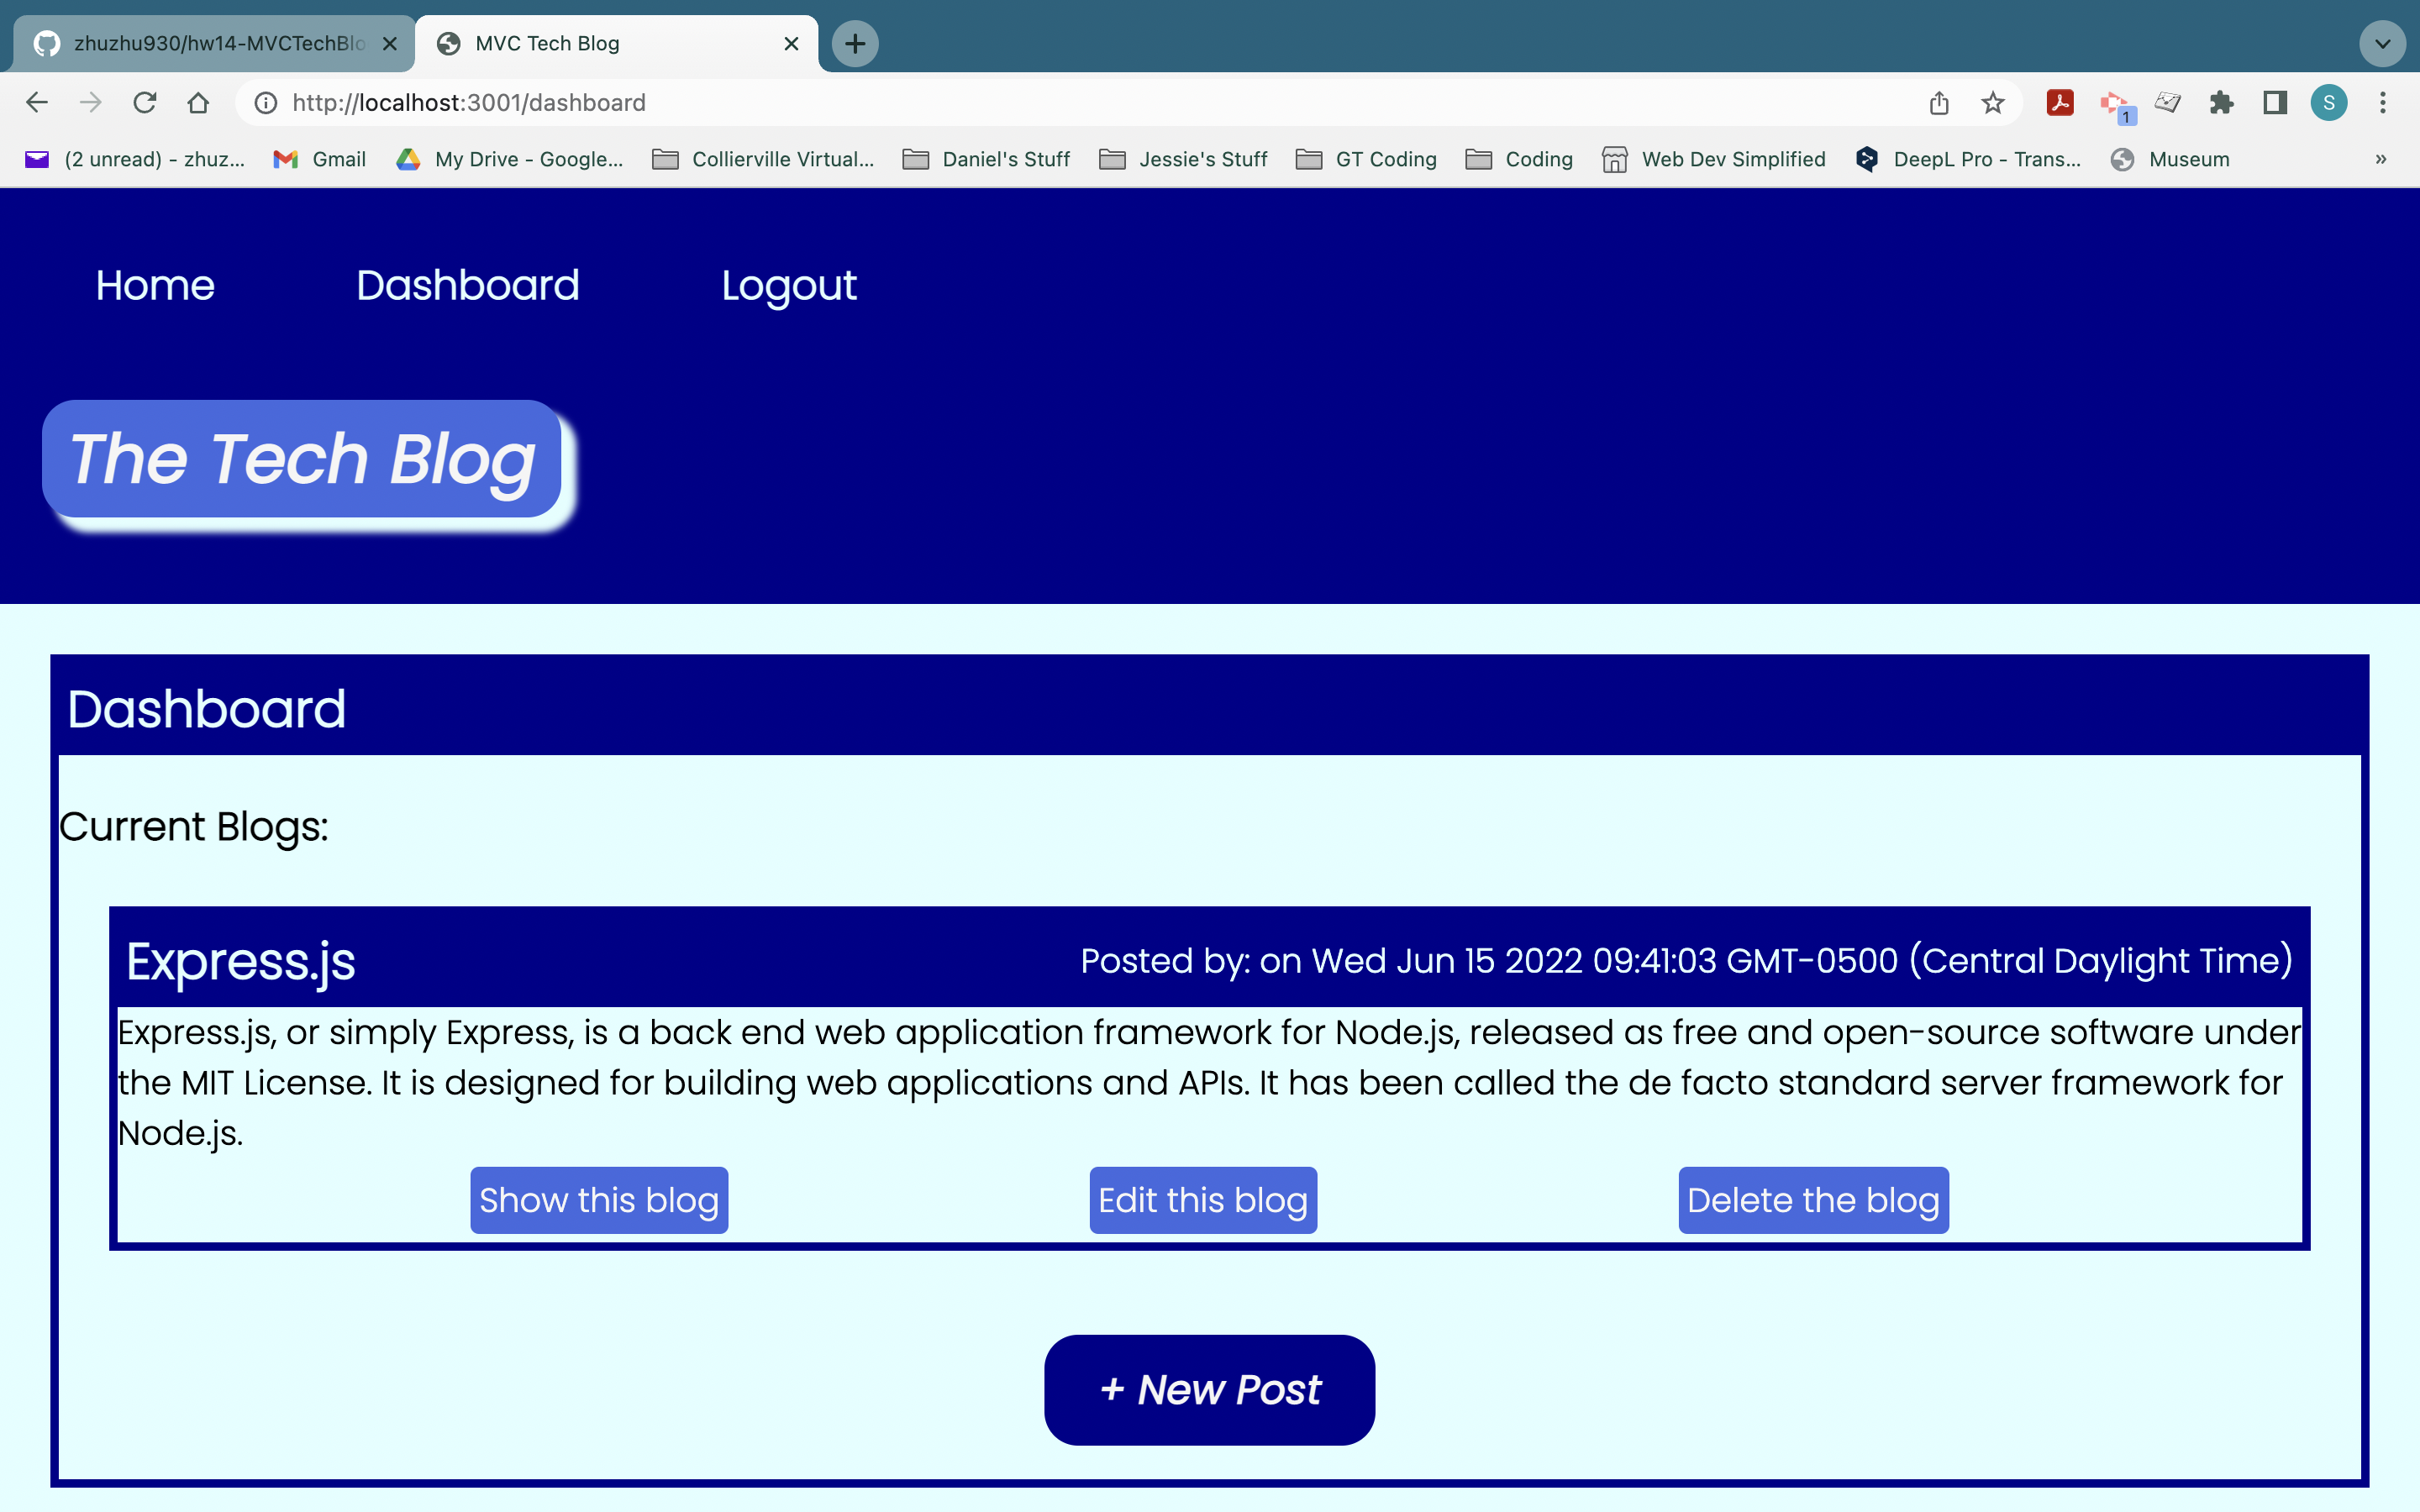 zhuzhu930/hw14-MVCTechBlo
MVC Tech Blog
http://localhost:3001/dashboard
S
1
(2 unread) - zhuz...
Gmail
My Drive - Google...
Collierville Virtual...
Daniel's Stuff
Jessie's Stuff
GT Coding
Coding
Web Dev Simplified
DeepL Pro - Trans...
Museum
»
Home
Dashboard
Logout
The Tech Blog
Dashboard
Current Blogs:
Express.js
Posted by: on Wed Jun 15 2022 09:41:03 GMT-0500 (Central Daylight Time)
Express.js, or simply Express, is a back end web application framework for Node.js, released as free and open-source software under
the MIT License. It is designed for building web applications and APIs. It has been called the de facto standard server framework for
Node.js.
Show this blog
Edit this blog
Delete the blog
+ New Post